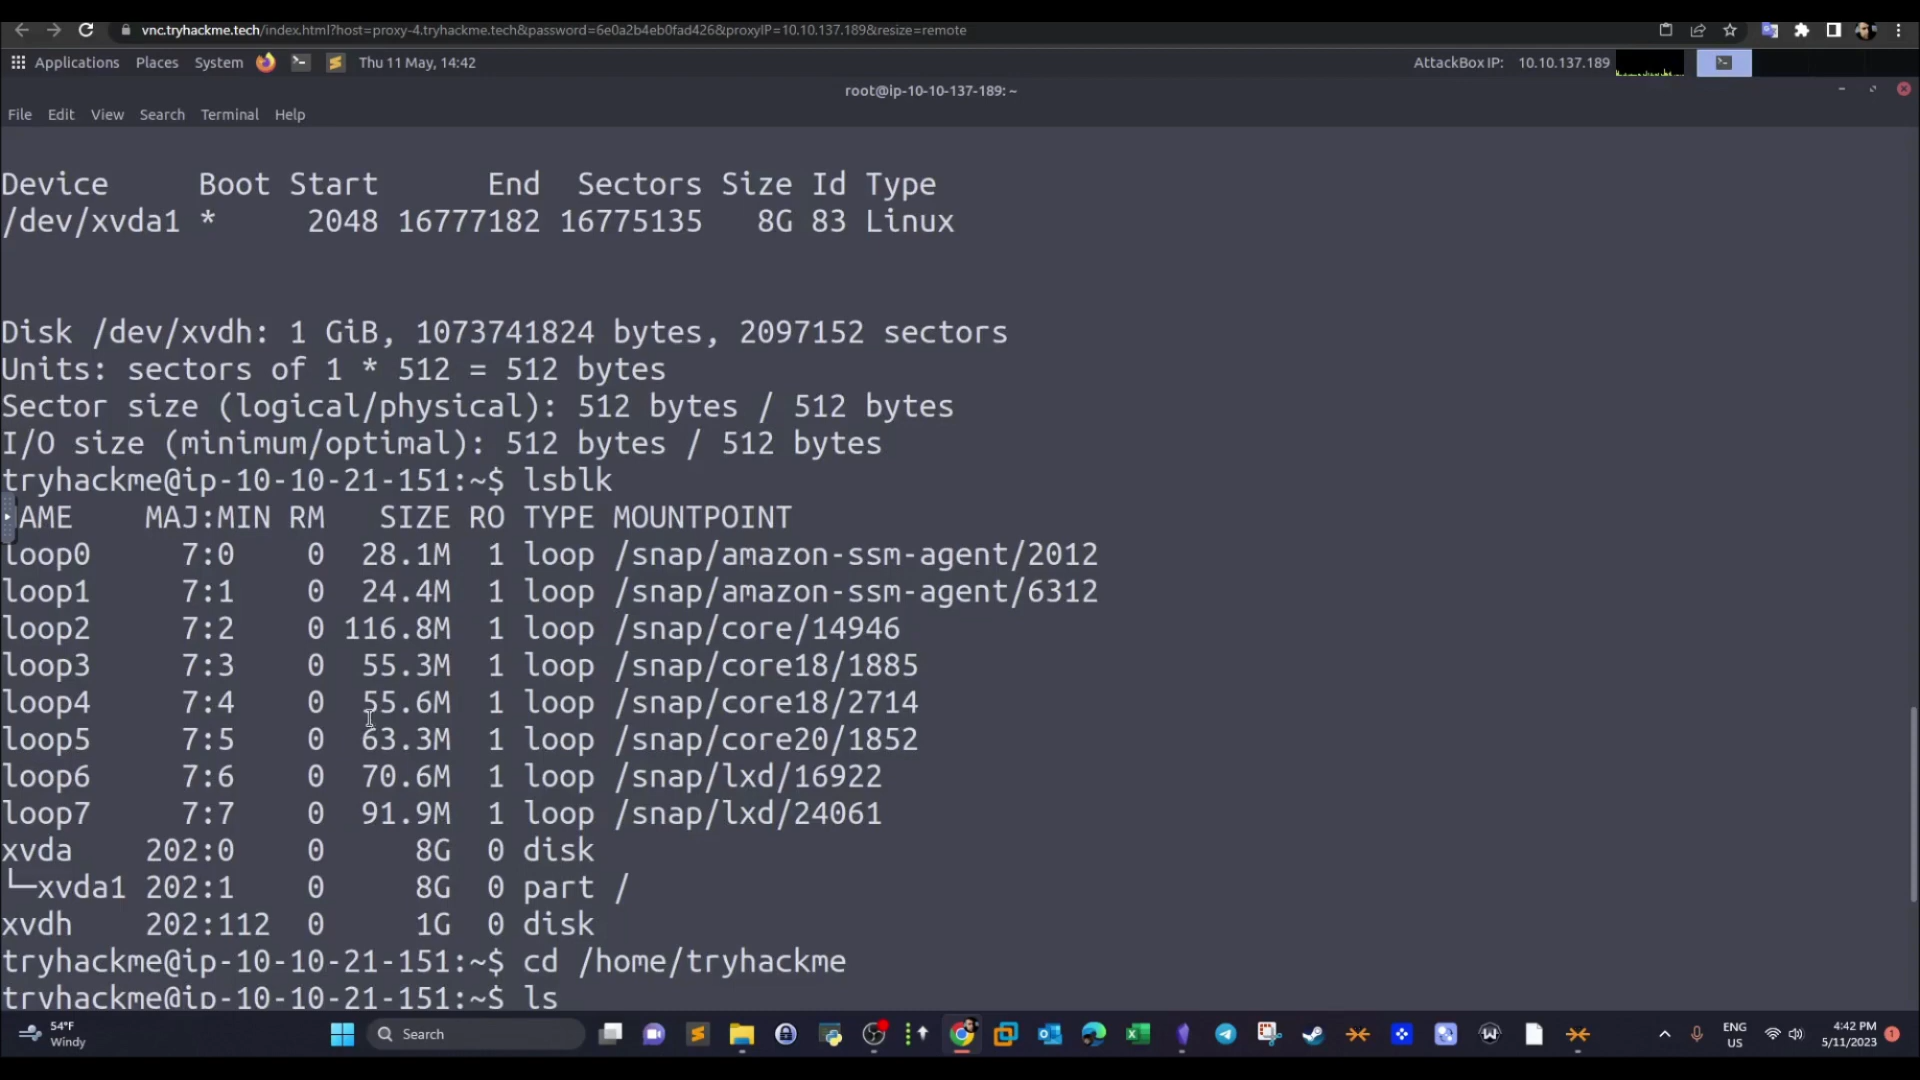 vnc.tryhackme.tech/index.html?host=proxy-4.tryhackme.tech&password=6e0a2b4eb0fad426&proxyIP=10.10.137.189&resize=remote
Applications Places System Thu 11 May, 14:42 AttackBox IP: 10.10.137.189
root@ip-10-10-137-189: ~
File Edit View Search Terminal Help
Device     Boot Start      End  Sectors Size Id Type
/dev/xvda1 *     2048 16777182 16775135   8G 83 Linux
Disk /dev/xvdh: 1 GiB, 1073741824 bytes, 2097152 sectors
Units: sectors of 1 * 512 = 512 bytes
Sector size (logical/physical): 512 bytes / 512 bytes
I/O size (minimum/optimal): 512 bytes / 512 bytes
tryhackme@ip-10-10-21-151:~$ lsblk
AME    MAJ:MIN RM   SIZE RO TYPE MOUNTPOINT
loop0     7:0    0  28.1M  1 loop /snap/amazon-ssm-agent/2012
loop1     7:1    0  24.4M  1 loop /snap/amazon-ssm-agent/6312
loop2     7:2    0 116.8M  1 loop /snap/core/14946
loop3     7:3    0  55.3M  1 loop /snap/core18/1885
loop4     7:4    0  55.6M  1 loop /snap/core18/2714
loop5     7:5    0  63.3M  1 loop /snap/core20/1852
loop6     7:6    0  70.6M  1 loop /snap/lxd/16922
loop7     7:7    0  91.9M  1 loop /snap/lxd/24061
xvda    202:0    0     8G  0 disk
└─xvda1 202:1    0     8G  0 part /
xvdh    202:112  0     1G  0 disk
tryhackme@ip-10-10-21-151:~$ cd /home/tryhackme
tryhackme@ip-10-10-21-151:~$ ls
54°F
Windy
Search
ENG
US
4:42 PM
5/11/2023
1